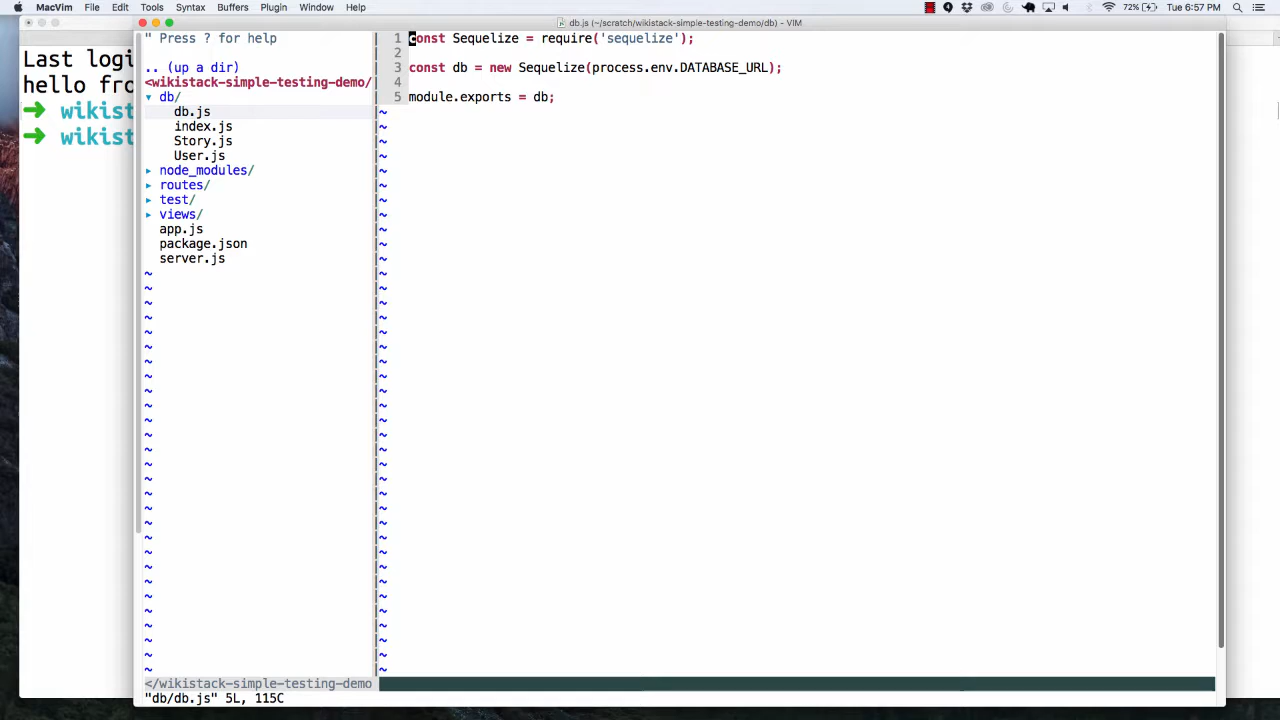 MacVim File Edit Tools Syntax Buffers Plugin Window Help
72% Tue 6:57 PM
db.js (~/scratch/wikistack-simple-testing-demo/db) - VIM
Last logi
hello fro
➜ wikist
➜ wikist
" Press ? for help
.. (up a dir)
<wikistack-simple-testing-demo/
▾ db/
db.js
index.js
Story.js
User.js
▸ node_modules/
▸ routes/
▸ test/
▸ views/
app.js
package.json
server.js
1 const Sequelize = require('sequelize');
2
3 const db = new Sequelize(process.env.DATABASE_URL);
4
5 module.exports = db;
</wikistack-simple-testing-demo
"db/db.js" 5L, 115C